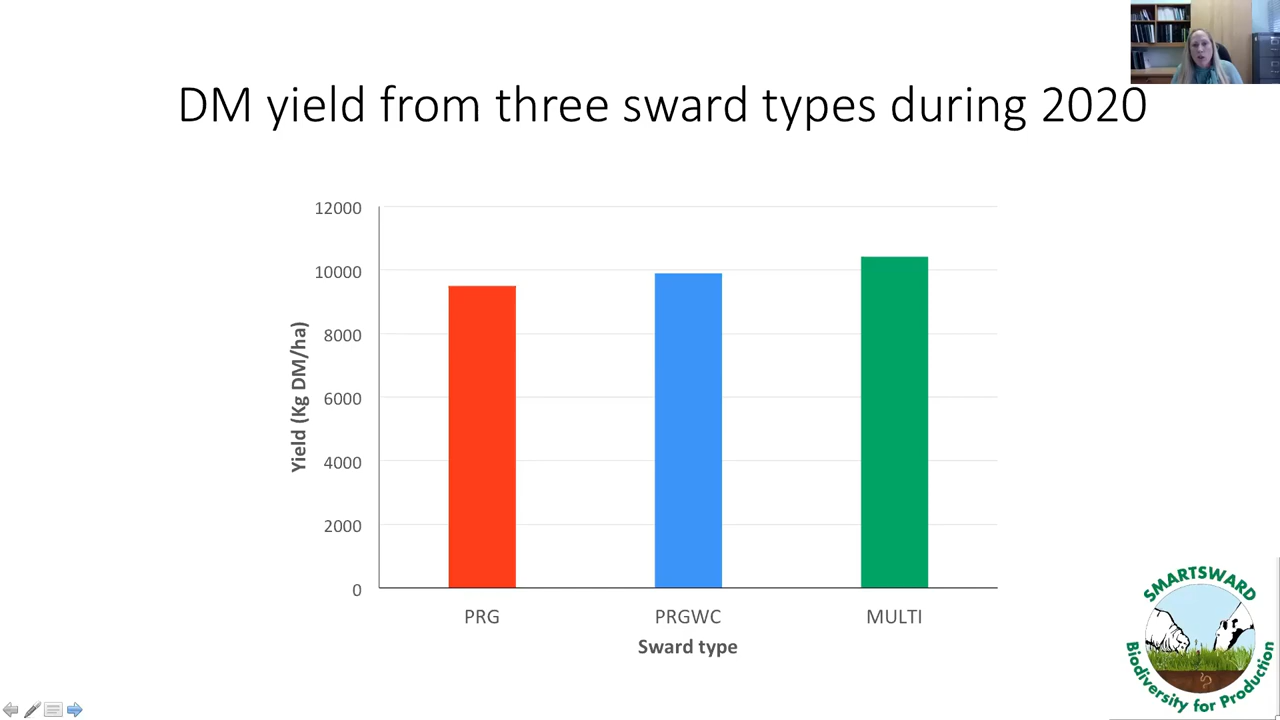 DM yield from three sward types during 2020
12000
10000
8000
6000
4000
2000
0
Yield (Kg DM/ha)
PRG
PRGWC
MULTI
Sward type
SMARTSWARD
Biodiversity for Production